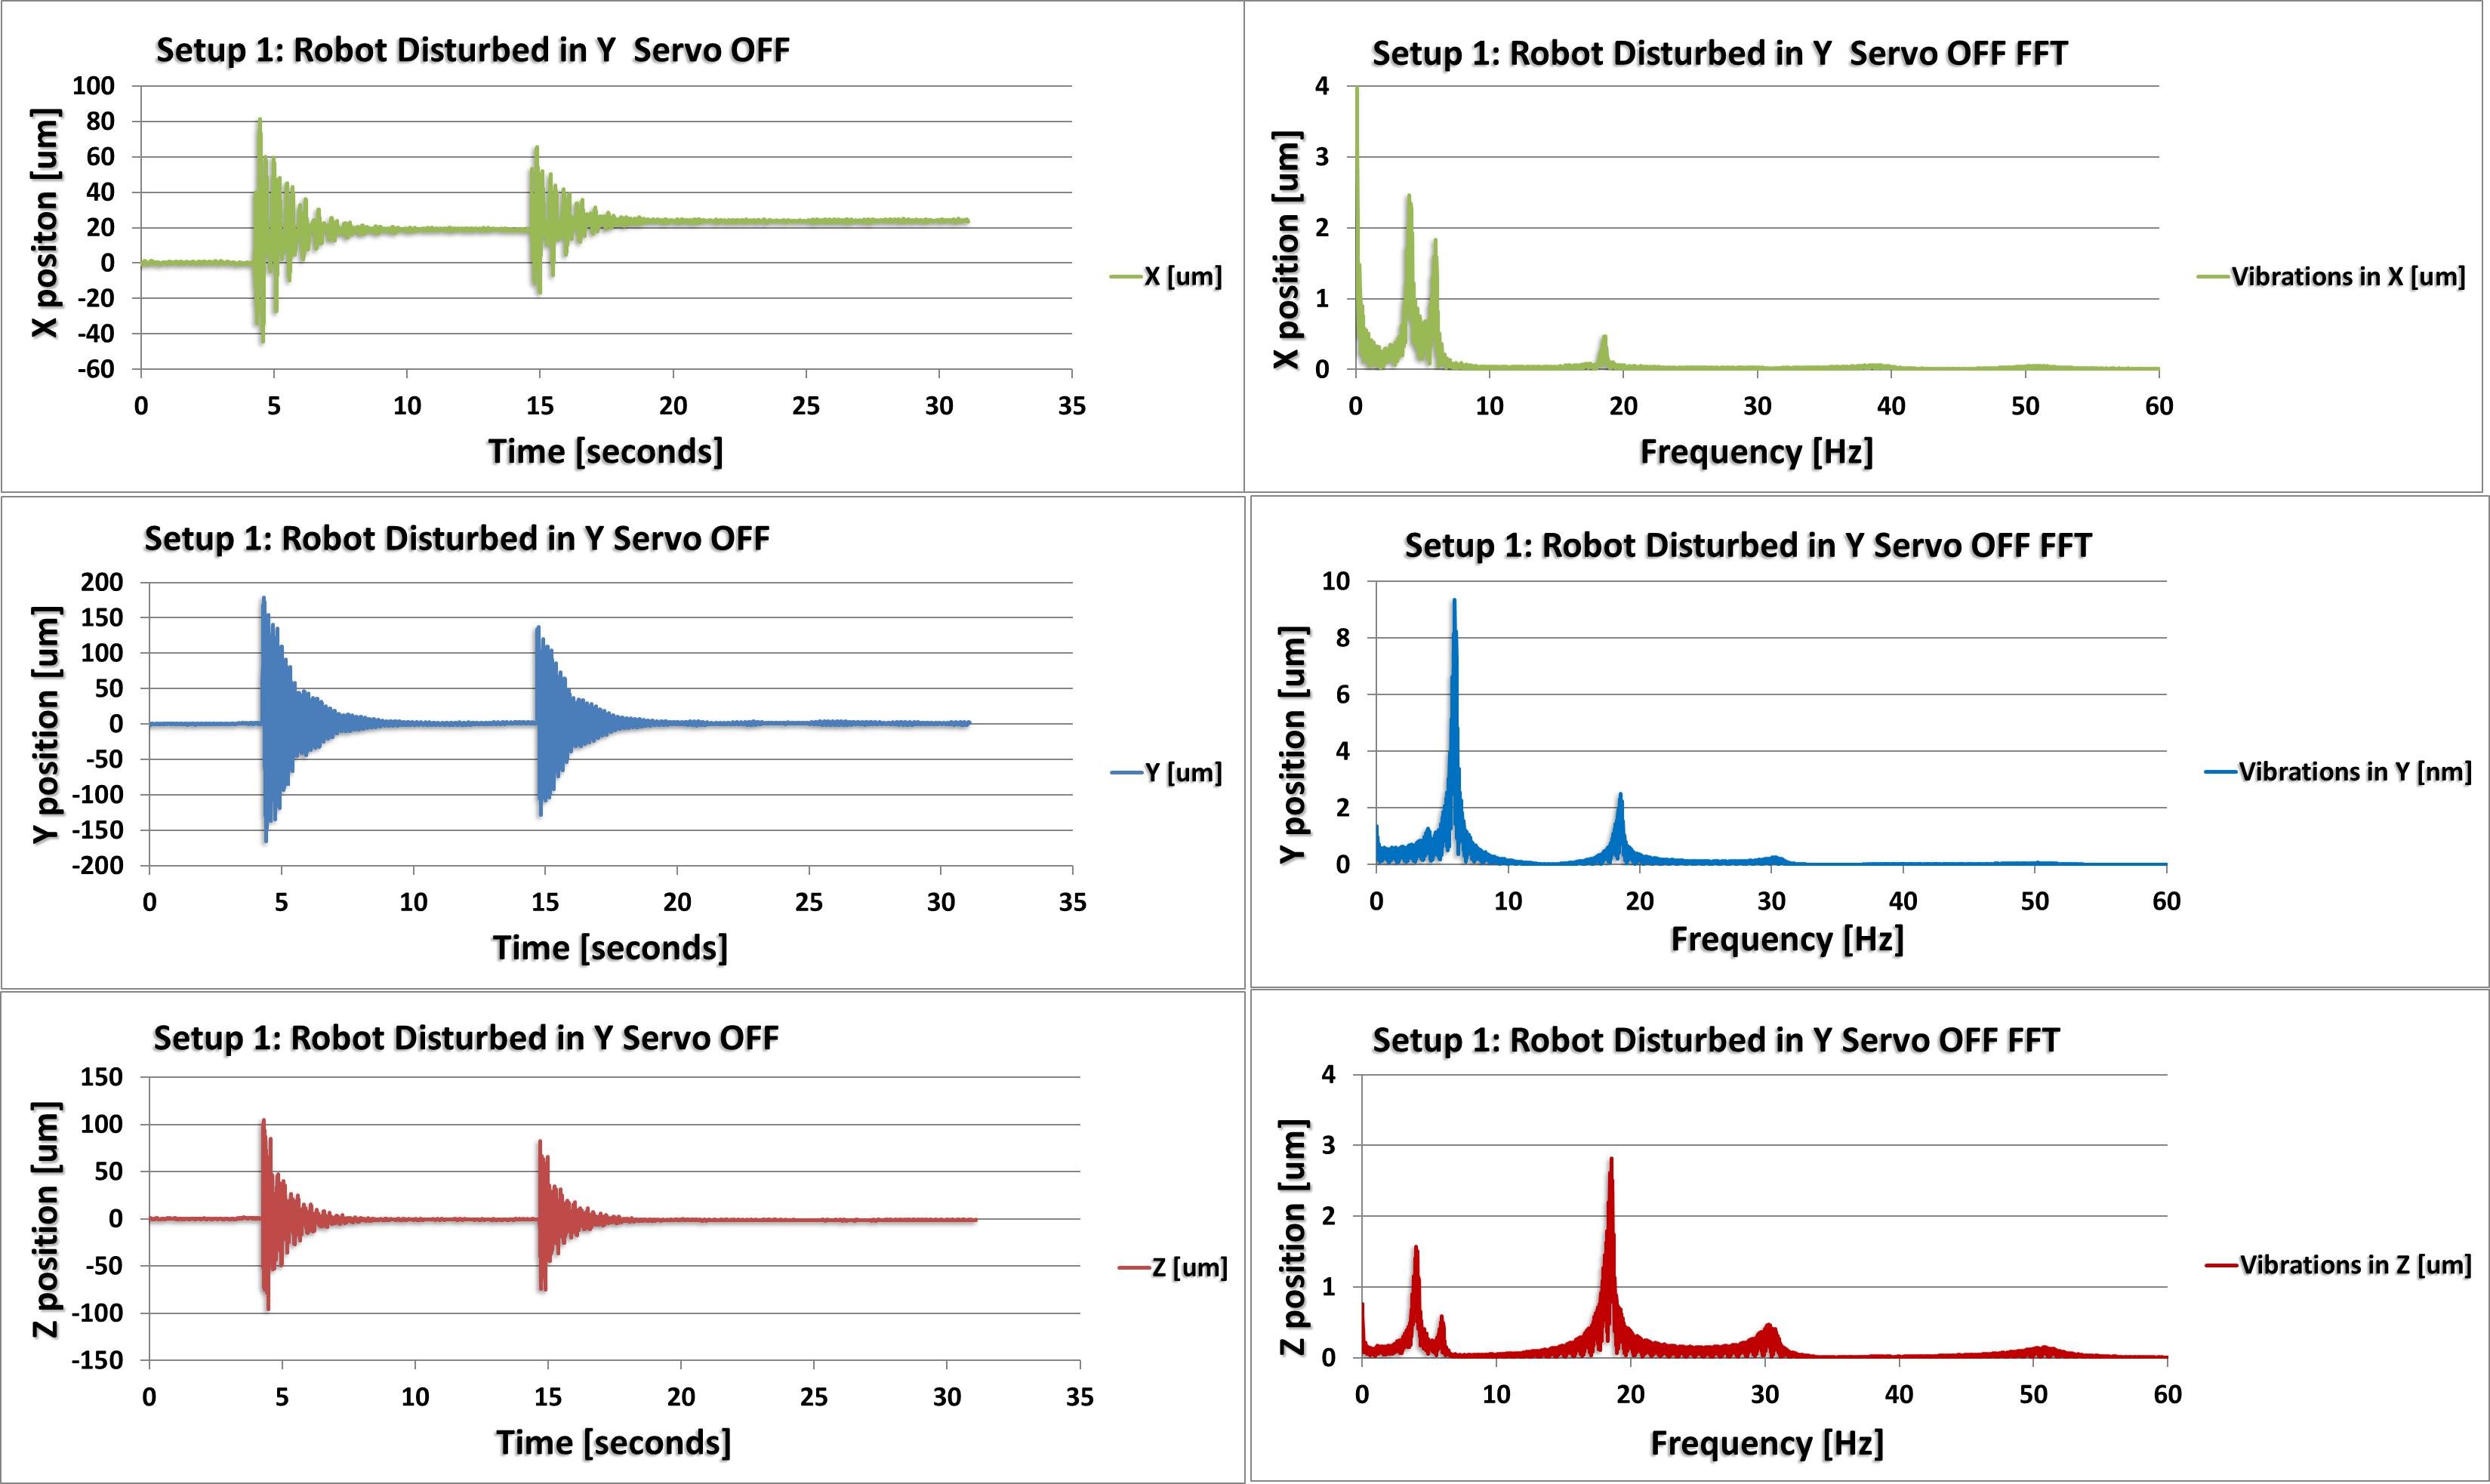 Setup 1: Robot Disturbed in Y  Servo OFF
X positon [um]
100
80
60
40
20
0
-20
-40
-60
0 5 10 15 20 25 30 35
Time [seconds]
X [um]
Setup 1: Robot Disturbed in Y  Servo OFF FFT
X position [um]
4
3
2
1
0
0 10 20 30 40 50 60
Frequency [Hz]
Vibrations in X [um]
Setup 1: Robot Disturbed in Y Servo OFF
Y position [um]
200
150
100
50
0
-50
-100
-150
-200
0 5 10 15 20 25 30 35
Time [seconds]
Y [um]
Setup 1: Robot Disturbed in Y Servo OFF FFT
Y position [um]
10
8
6
4
2
0
0 10 20 30 40 50 60
Frequency [Hz]
Vibrations in Y [nm]
Setup 1: Robot Disturbed in Y Servo OFF
Z position [um]
150
100
50
0
-50
-100
-150
0 5 10 15 20 25 30 35
Time [seconds]
Z [um]
Setup 1: Robot Disturbed in Y Servo OFF FFT
Z position [um]
4
3
2
1
0
0 10 20 30 40 50 60
Frequency [Hz]
Vibrations in Z [um]